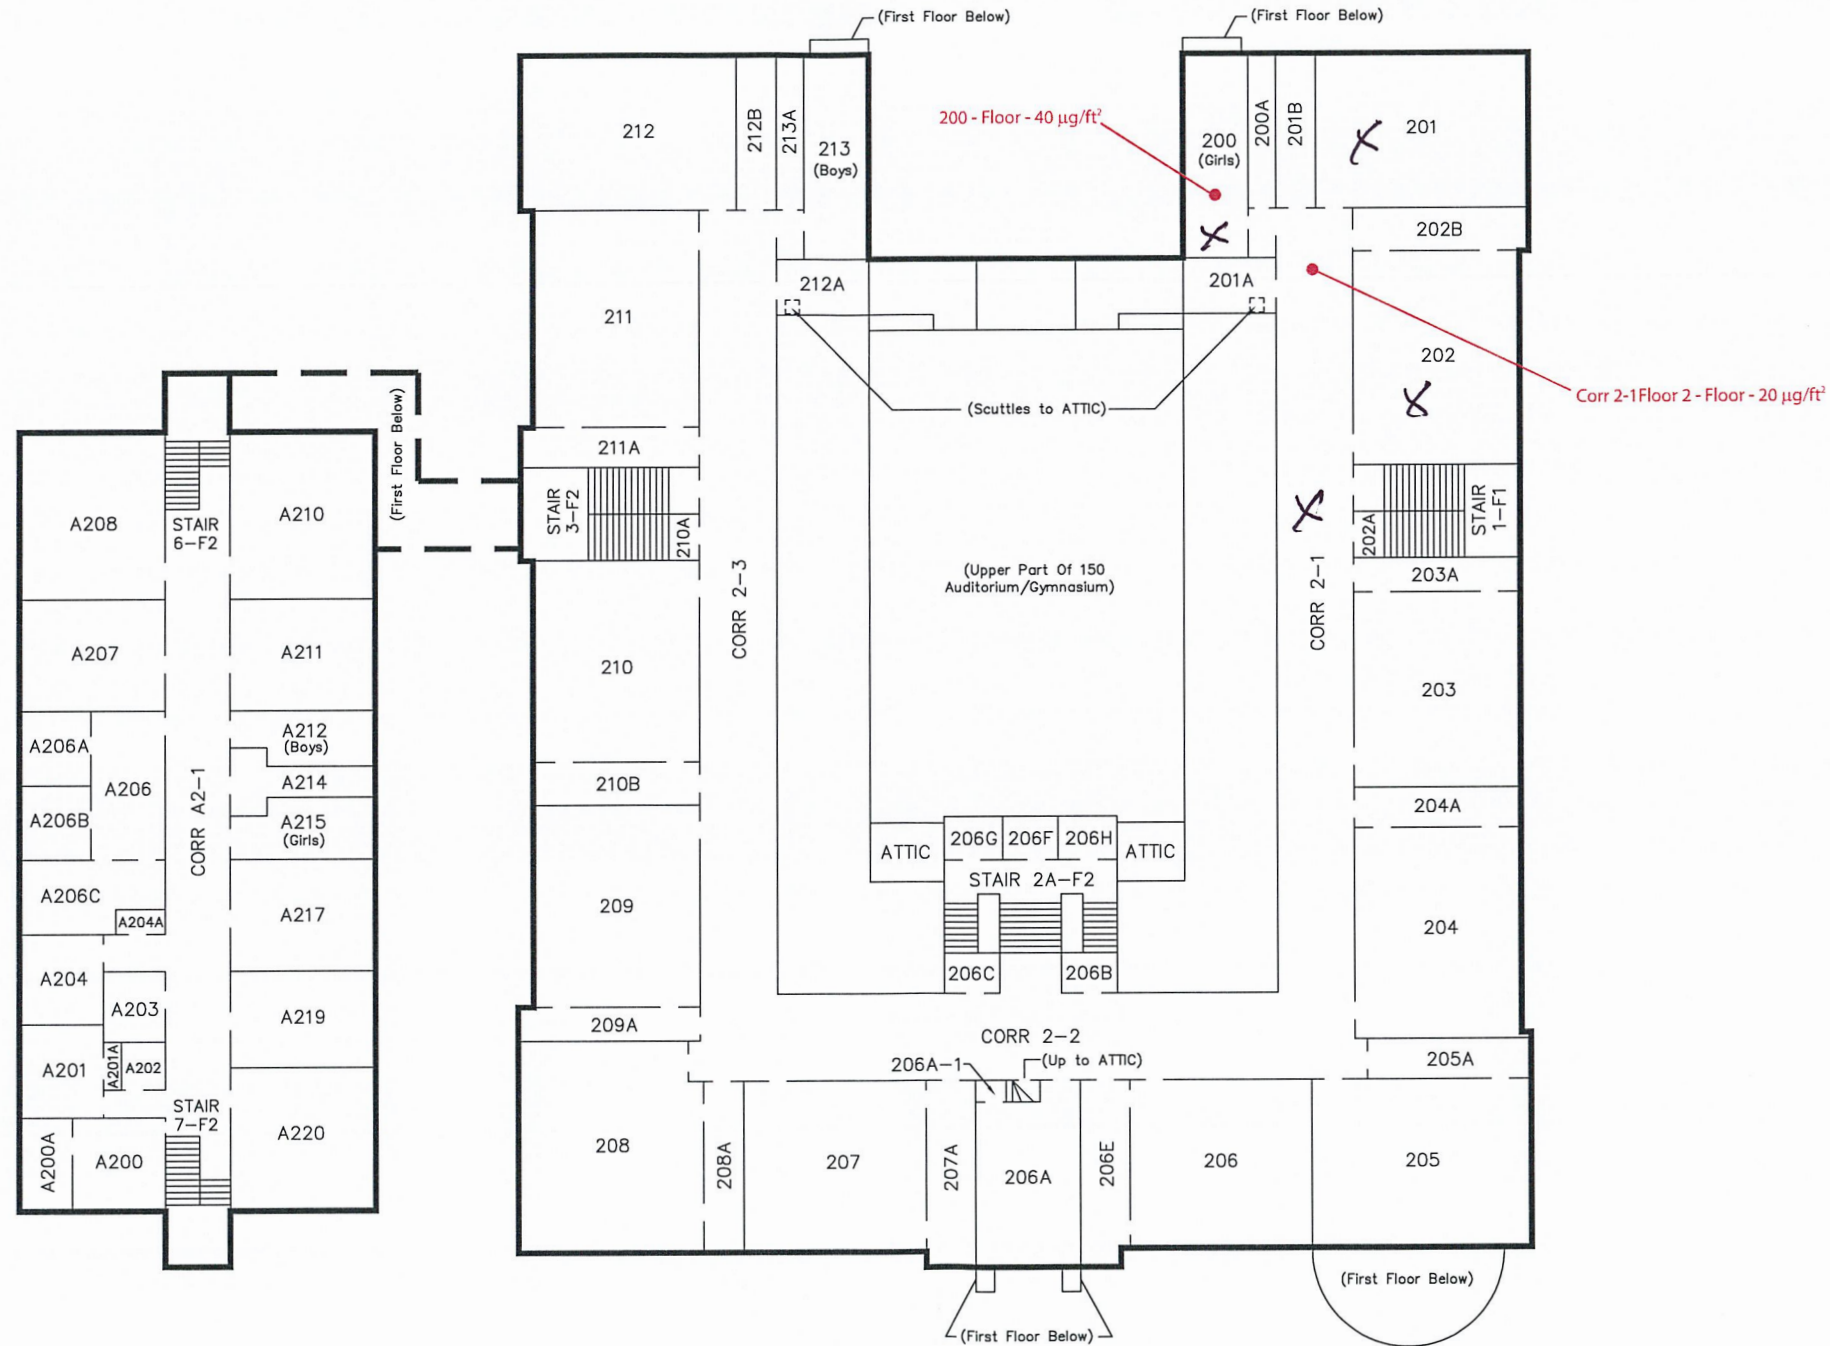 (First Floor Below)
(First Floor Below)
200 - Floor - 40 µg/ft²
212
212B
213A
213
(Boys)
200
(Girls)
200A
201B
201
X
X
202B
212A
201A
211
202
X
Corr 2-1Floor 2 - Floor - 20 µg/ft²
(Scuttles to ATTIC)
(First Floor Below)
211A
STAIR
3-F2
210A
X
202A
STAIR
1-F1
A208
STAIR
6-F2
A210
203A
(Upper Part Of 150
Auditorium/Gymnasium)
CORR 2-3
CORR 2-1
A207
A211
210
203
A206A
A206
A206B
CORR A2-1
A212
(Boys)
A214
A215
(Girls)
210B
204A
ATTIC
206G
206F
206H
ATTIC
STAIR 2A-F2
A206C
A204A
A217
209
204
206C
206B
A204
A203
A219
209A
CORR 2-2
205A
A201
A201A
A202
206A-1
(Up to ATTIC)
STAIR
7-F2
A200A
A200
A220
208
208A
207
207A
206A
206E
206
205
(First Floor Below)
(First Floor Below)